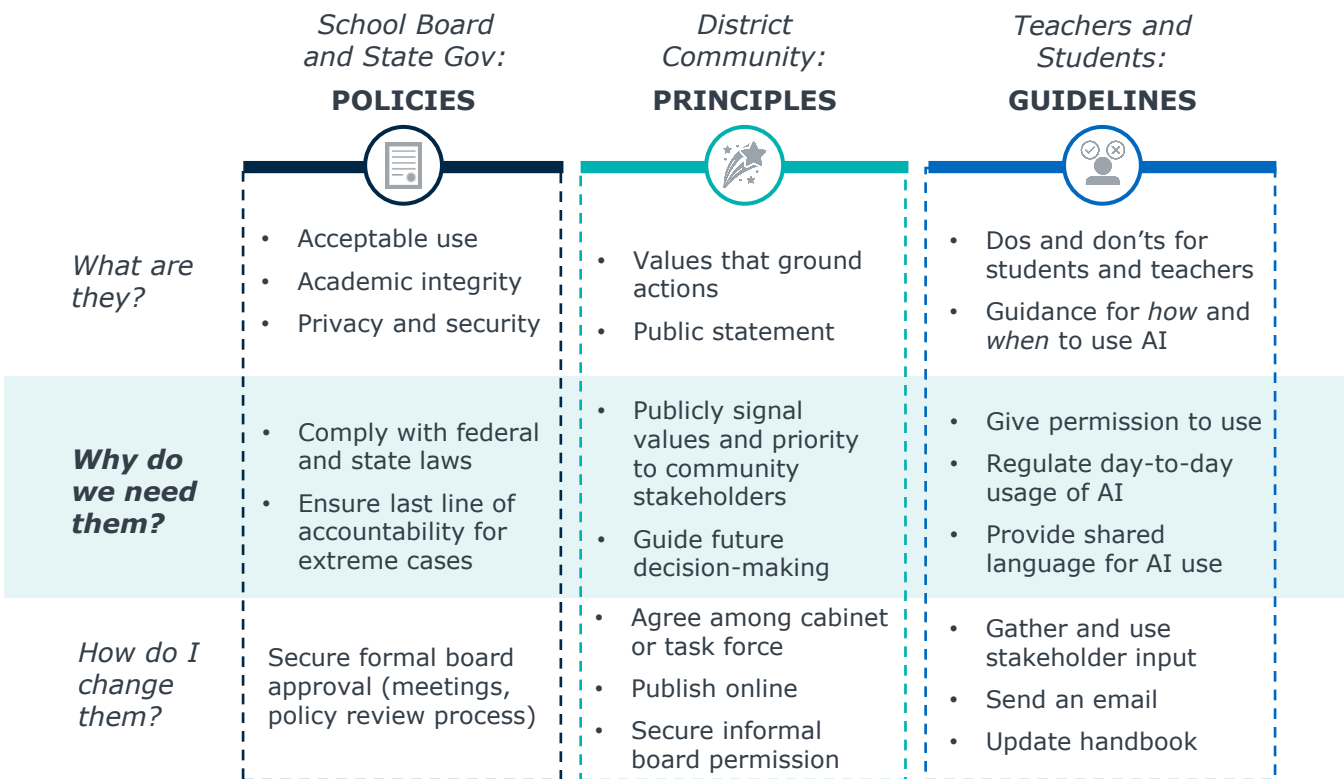 School Board
and State Gov:
POLICIES
District
Community:
PRINCIPLES
Teachers and
Students:
GUIDELINES
What are
they?
• Acceptable use
• Academic integrity
• Privacy and security
• Values that ground
actions
• Public statement
• Dos and don’ts for
students and teachers
• Guidance for how and
when to use AI
Why do
we need
them?
• Comply with federal
and state laws
• Ensure last line of
accountability for
extreme cases
• Publicly signal
values and priority
to community
stakeholders
• Guide future
decision-making
• Give permission to use
• Regulate day-to-day
usage of AI
• Provide shared
language for AI use
How do I
change
them?
Secure formal board
approval (meetings,
policy review process)
• Agree among cabinet
or task force
• Publish online
• Secure informal
board permission
• Gather and use
stakeholder input
• Send an email
• Update handbook